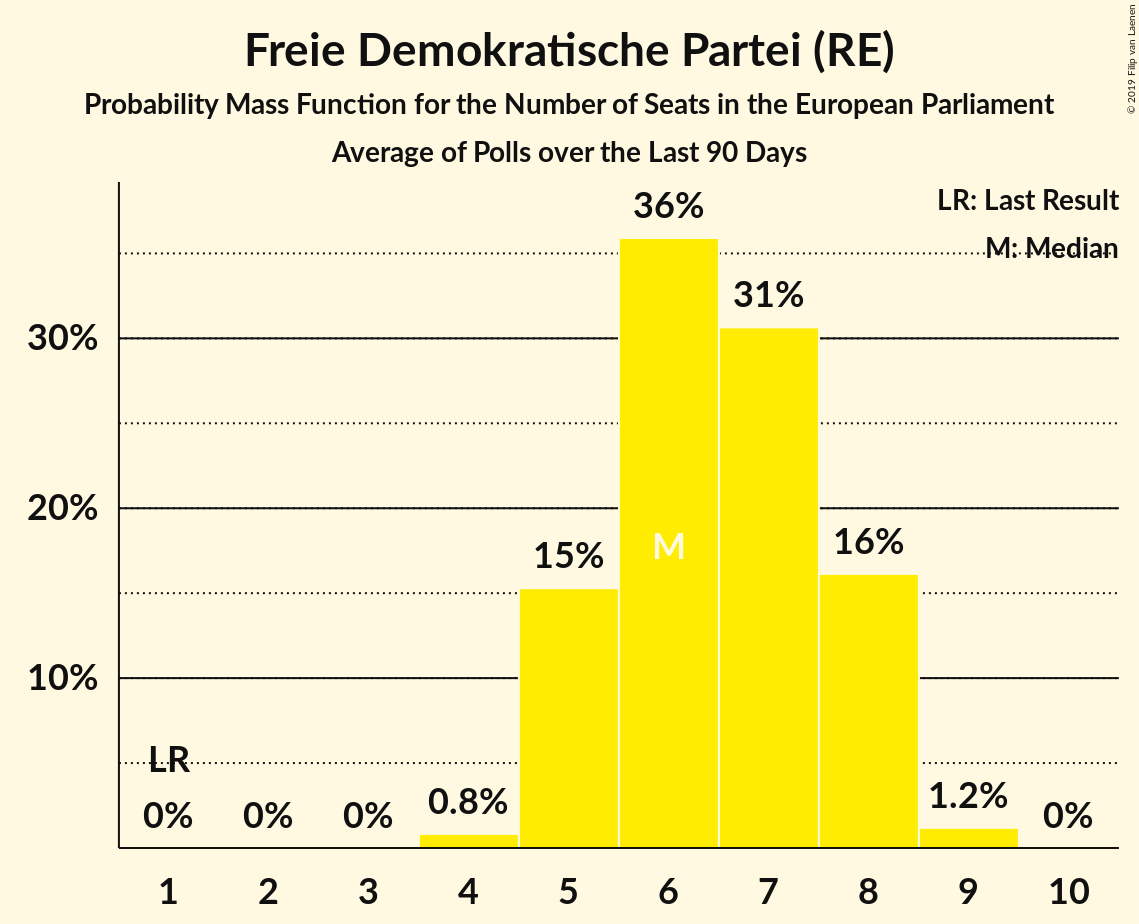 Freie Demokratische Partei (RE)
Probability Mass Function for the Number of Seats in the European Parliament
Average of Polls over the Last 90 Days
© 2019 Filip van Laenen
LR: Last Result
M: Median
36%
31%
30%
20%
15%
M
16%
10%
LR
0%
0%
0%
0.8%
1.2%
0%
1 2 3 4 5 6 7 8 9 10